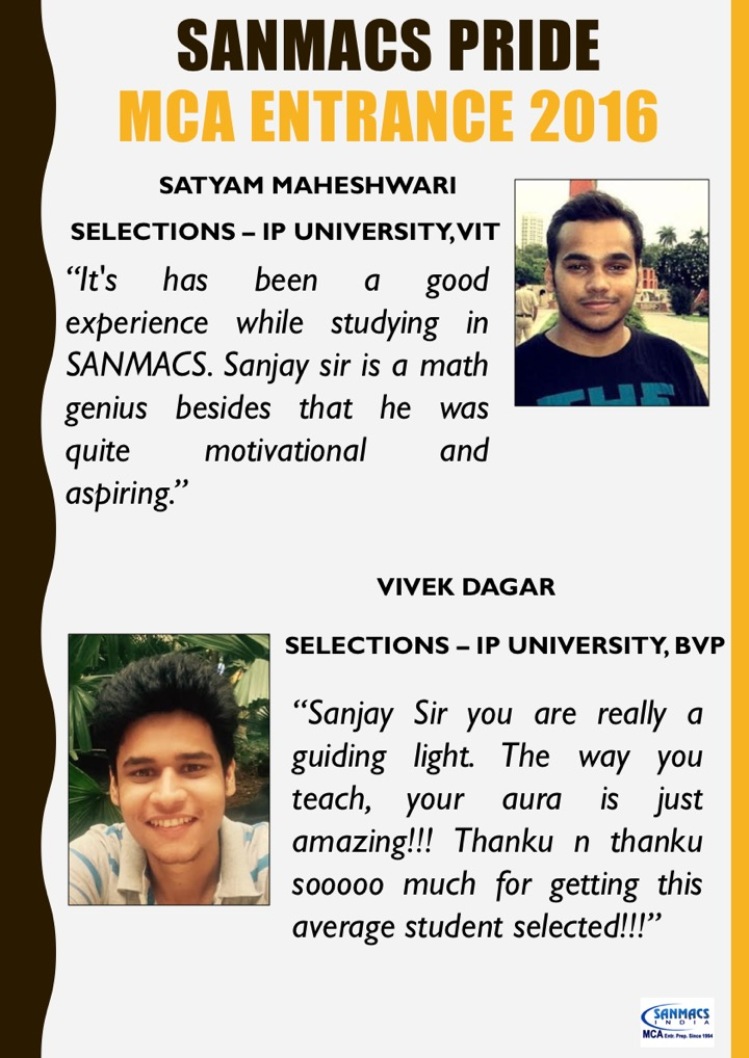 SANMACS PRIDE
MCA ENTRANCE 2016
SATYAM MAHESHWARI
SELECTIONS – IP UNIVERSITY, VIT
“It's has been a good
experience while studying in
SANMACS. Sanjay sir is a math
genius besides that he was
quite motivational and
aspiring.”
THE
VIVEK DAGAR
SELECTIONS – IP UNIVERSITY, BVP
“Sanjay Sir you are really a
guiding light. The way you
teach, your aura is just
amazing!!! Thanku n thanku
sooooo much for getting this
average student selected!!!”
SANMACS
INDIA
MCA Entr. Prep. Since 1994